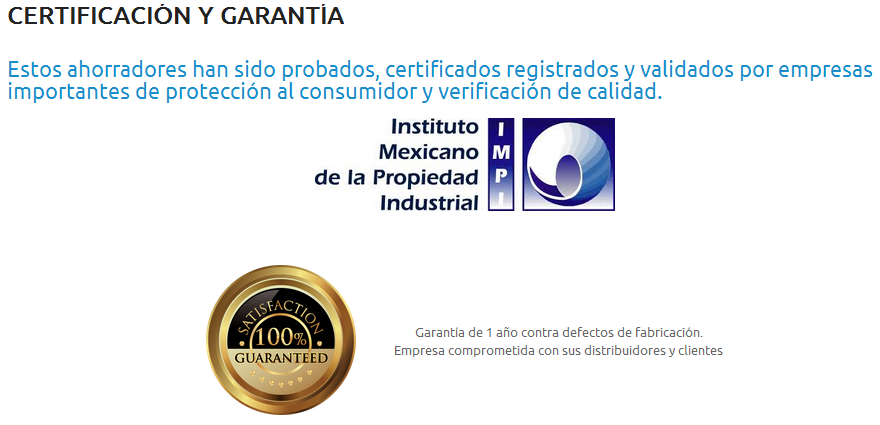 CERTIFICACIÓN Y GARANTÍA
Estos ahorradores han sido probados, certificados registrados y validados por empresas
importantes de protección al consumidor y verificación de calidad.
Instituto
Mexicano
de la Propiedad
Industrial
IMPI
SATISFACTION
100%
GUARANTEED
Garantía de 1 año contra defectos de fabricación.
Empresa comprometida con sus distribuidores y clientes